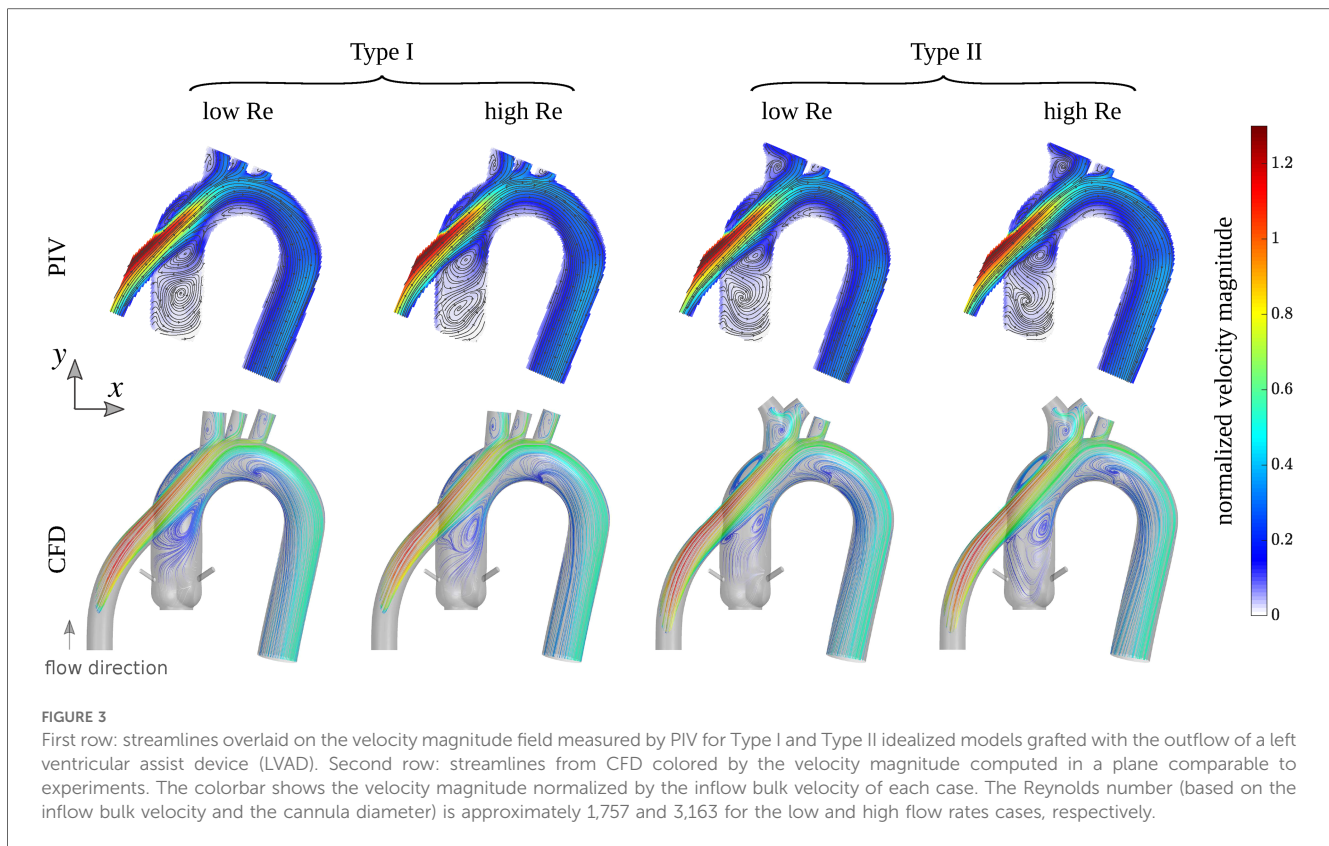 Type I
Type II
low Re
high Re
low Re
high Re
PIV
CFD
y
x
flow direction
normalized velocity magnitude
1.2
1
0.8
0.6
0.4
0.2
0
FIGURE 3
First row: streamlines overlaid on the velocity magnitude field measured by PIV for Type I and Type II idealized models grafted with the outflow of a left
ventricular assist device (LVAD). Second row: streamlines from CFD colored by the velocity magnitude computed in a plane comparable to
experiments. The colorbar shows the velocity magnitude normalized by the inflow bulk velocity of each case. The Reynolds number (based on the
inflow bulk velocity and the cannula diameter) is approximately 1,757 and 3,163 for the low and high flow rates cases, respectively.